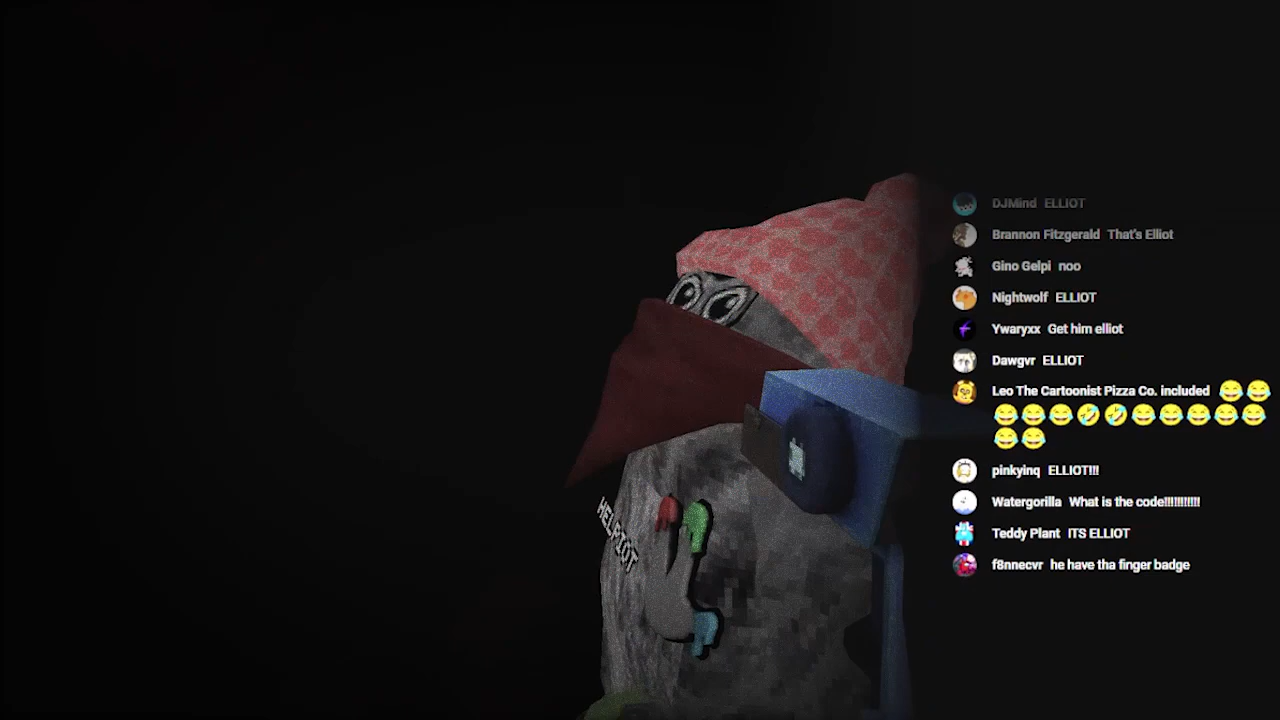 DJMind ELLIOT
Brannon Fitzgerald That's Elliot
Gino Gelpi noo
Nightwolf ELLIOT
Ywaryxx Get him elliot
Dawgvr ELLIOT
Leo The Cartoonist Pizza Co. included 😂😂
😂😂😂🤣🤣😂😂😂😂😂
😂😂
pinkyinq ELLIOT!!!
Watergorilla What is the code!!!!!!!!!!!
Teddy Plant ITS ELLIOT
f8nnecvr he have tha finger badge
HELRIOT